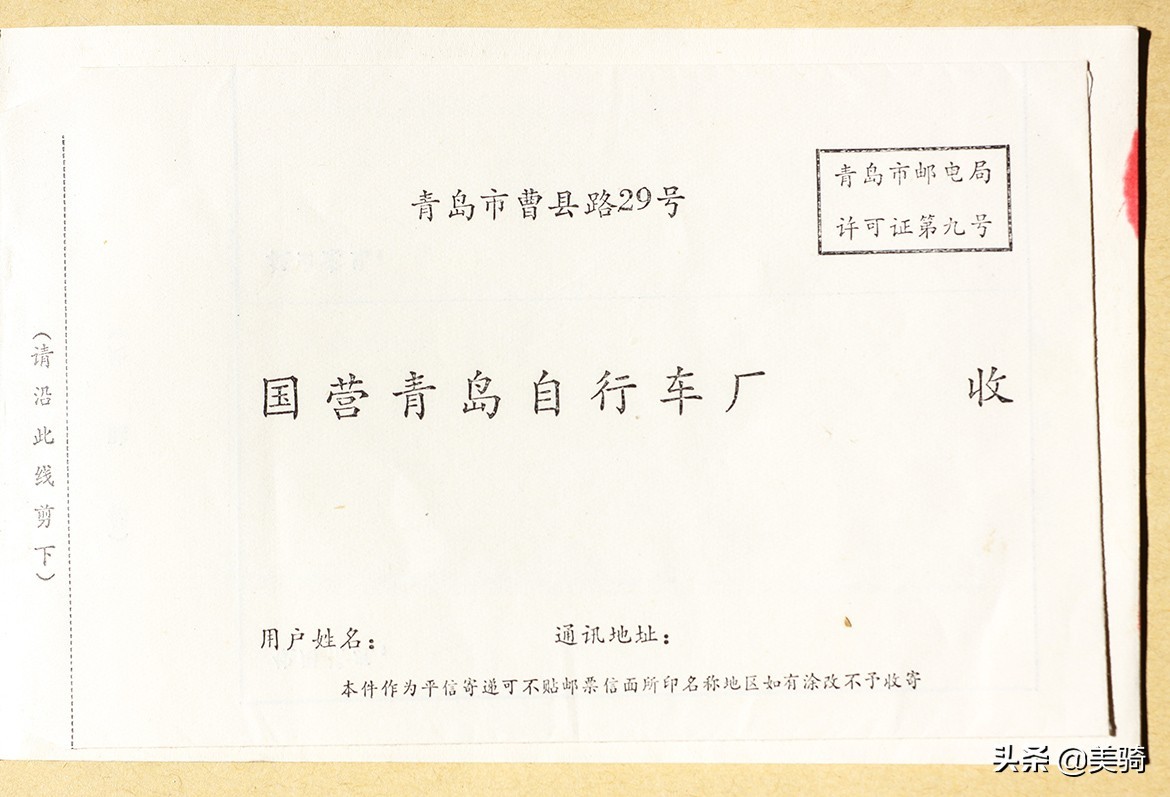 青岛市曹县路29号
青岛市邮电局
许可证第九号
国营青岛自行车厂 收
(请沿此线剪下)
用户姓名: 通讯地址:
本件作为平信寄递可不贴邮票信面所印名称地区如有涂改不予收寄
头条 @美骑